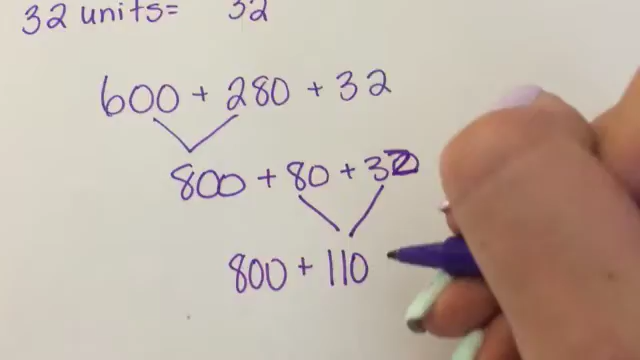 32 units= 32
600 + 280 + 32
800 + 80 + 32
800 + 110